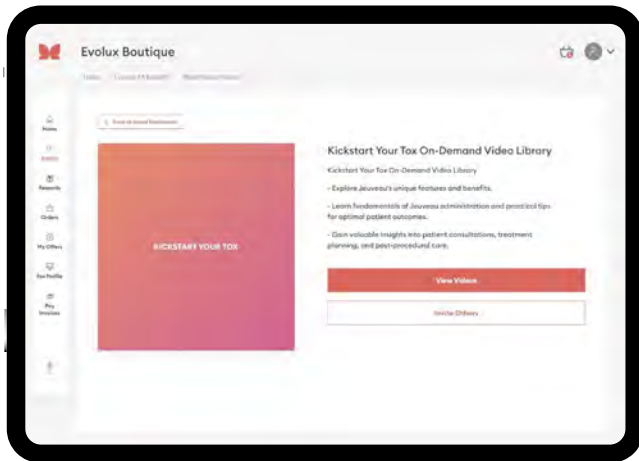 Evolux Boutique
Home
Rewards
Orders
My Offers
Pay
Invoices
KICKSTART YOUR TOX
Kickstart Your Tox On-Demand Video Library
Kickstart Your Tox On-Demand Video Library
- Explore Jeuveau's unique features and benefits.
- Learn fundamentals of Jeuveau administration and practical tips
for optimal patient outcomes.
- Gain valuable insights into patient consultations, treatment
planning, and post-procedural care.
View Videos
Invite Others